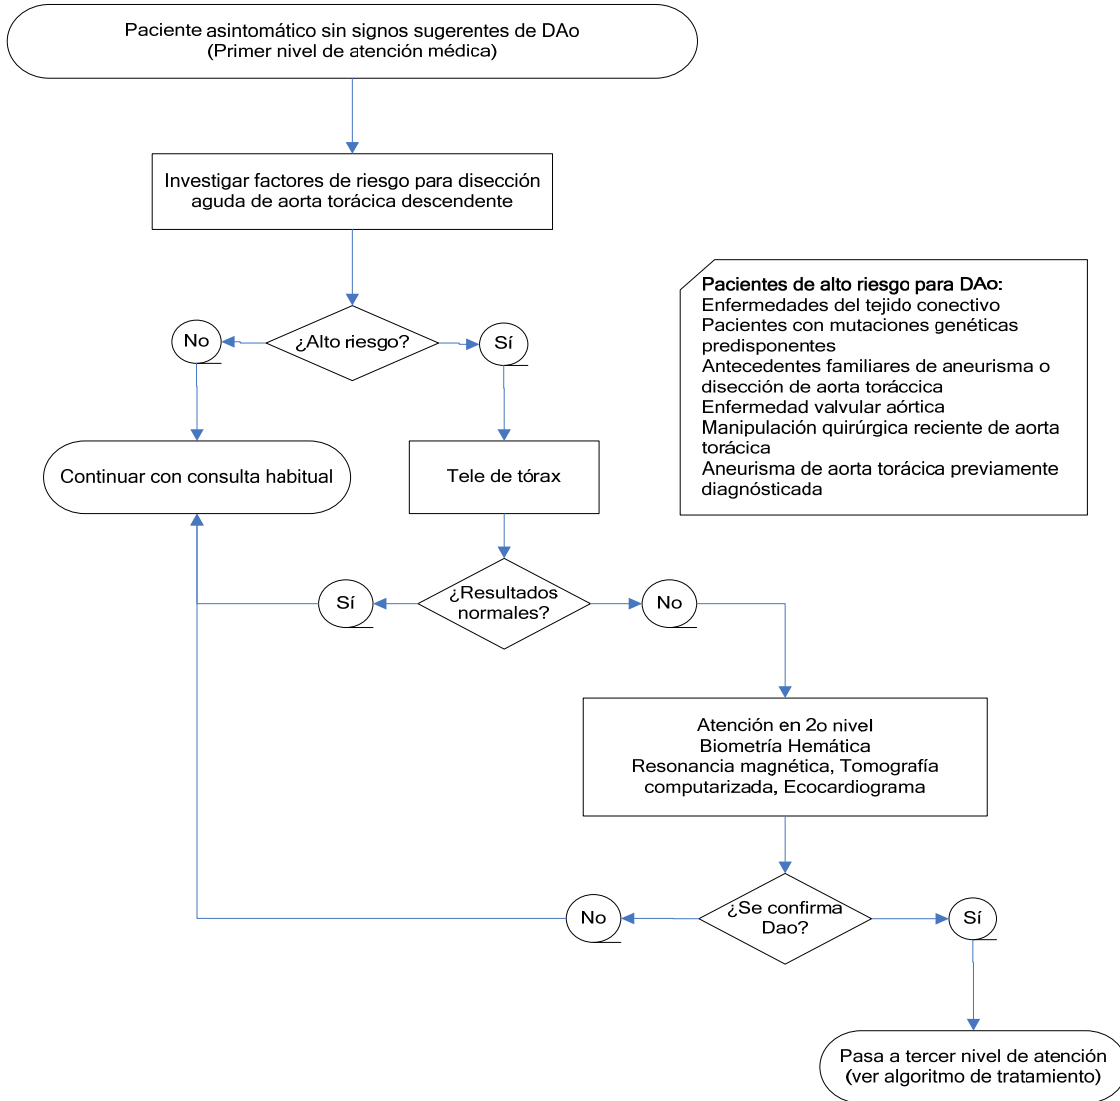 Paciente asintomático sin signos sugerentes de DAo
(Primer nivel de atención médica)
Investigar factores de riesgo para disección
aguda de aorta torácica descendente
Pacientes de alto riesgo para DAo:
Enfermedades del tejido conectivo
Pacientes con mutaciones genéticas
predisponentes
Antecedentes familiares de aneurisma o
disección de aorta toráccica
Enfermedad valvular aórtica
Manipulación quirúrgica reciente de aorta
torácica
Aneurisma de aorta torácica previamente
diagnósticada
No
¿Alto riesgo?
Sí
Continuar con consulta habitual
Tele de tórax
Sí
¿Resultados
normales?
No
Atención en 2o nivel
Biometría Hemática
Resonancia magnética, Tomografía
computarizada, Ecocardiograma
No
¿Se confirma
Dao?
Sí
Pasa a tercer nivel de atención
(ver algoritmo de tratamiento)